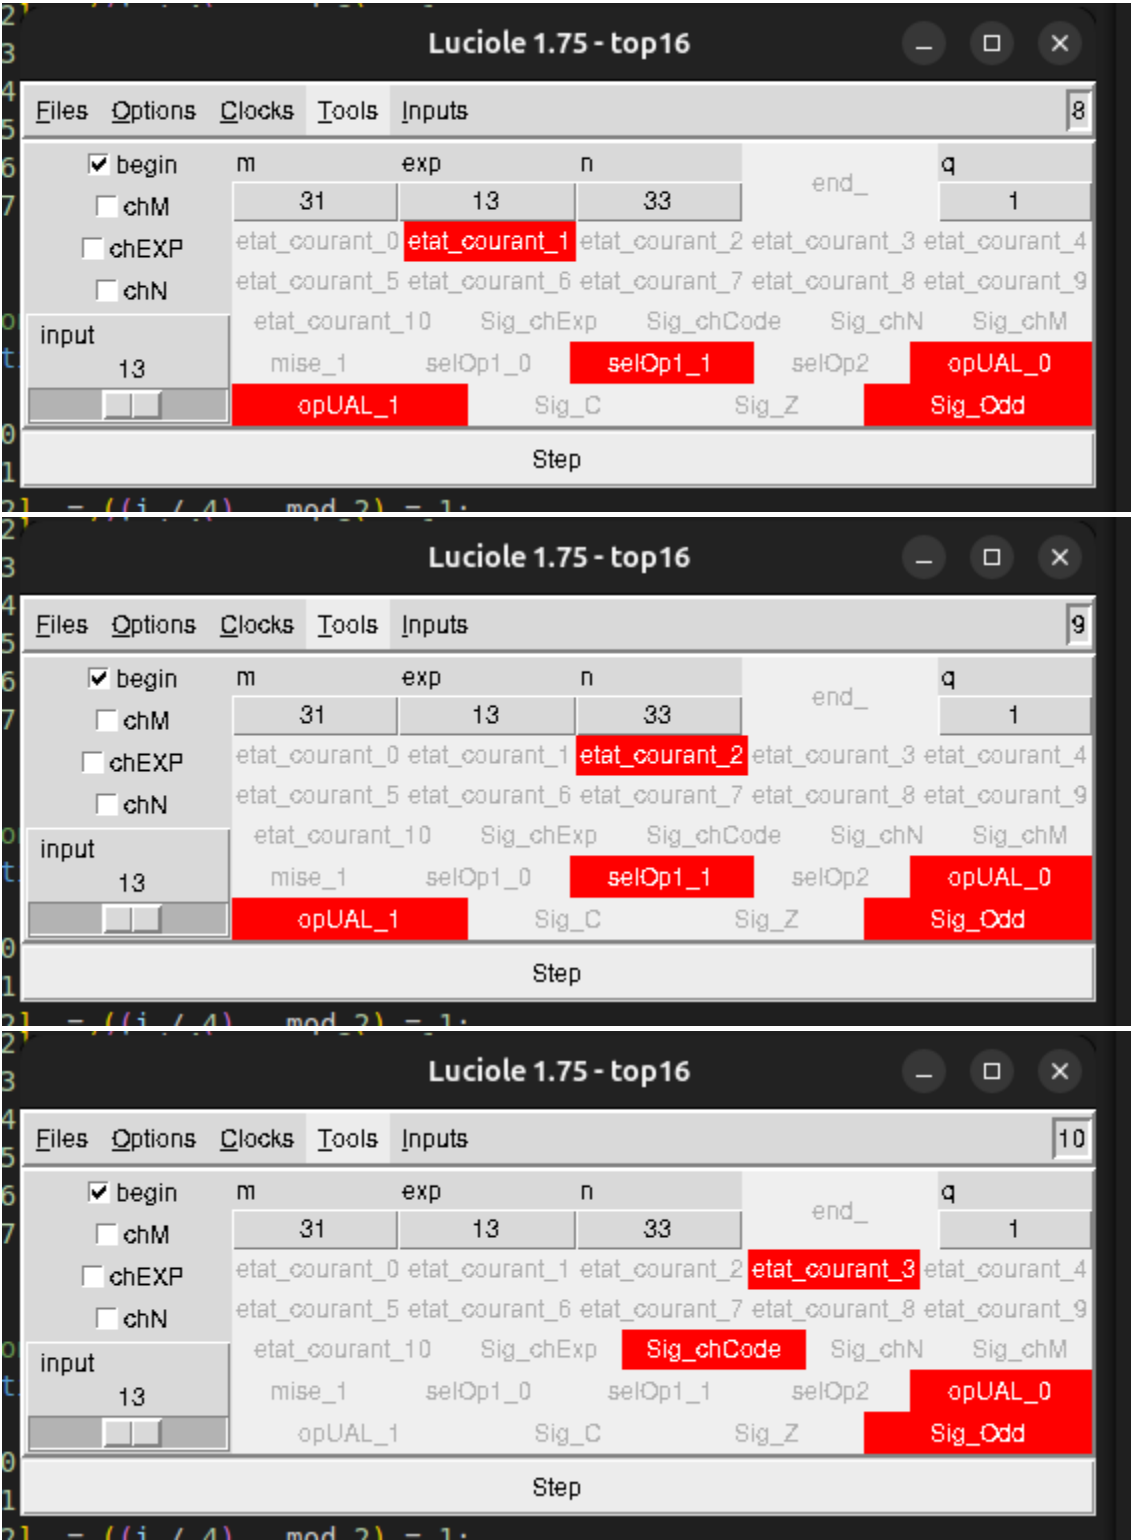 Luciole 1.75 - top16
Files Options Clocks Tools Inputs 8
begin m exp n end_ q
chM 31 13 33 1
chEXP etat_courant_0 etat_courant_1 etat_courant_2 etat_courant_3 etat_courant_4
chN etat_courant_5 etat_courant_6 etat_courant_7 etat_courant_8 etat_courant_9
input etat_courant_10 Sig_chExp Sig_chCode Sig_chN Sig_chM
13 mise_1 selOp1_0 selOp1_1 selOp2 opUAL_0
opUAL_1 Sig_C Sig_Z Sig_Odd
Step
Luciole 1.75 - top16
Files Options Clocks Tools Inputs 9
begin m exp n end_ q
chM 31 13 33 1
chEXP etat_courant_0 etat_courant_1 etat_courant_2 etat_courant_3 etat_courant_4
chN etat_courant_5 etat_courant_6 etat_courant_7 etat_courant_8 etat_courant_9
input etat_courant_10 Sig_chExp Sig_chCode Sig_chN Sig_chM
13 mise_1 selOp1_0 selOp1_1 selOp2 opUAL_0
opUAL_1 Sig_C Sig_Z Sig_Odd
Step
Luciole 1.75 - top16
Files Options Clocks Tools Inputs 10
begin m exp n end_ q
chM 31 13 33 1
chEXP etat_courant_0 etat_courant_1 etat_courant_2 etat_courant_3 etat_courant_4
chN etat_courant_5 etat_courant_6 etat_courant_7 etat_courant_8 etat_courant_9
input etat_courant_10 Sig_chExp Sig_chCode Sig_chN Sig_chM
13 mise_1 selOp1_0 selOp1_1 selOp2 opUAL_0
opUAL_1 Sig_C Sig_Z Sig_Odd
Step